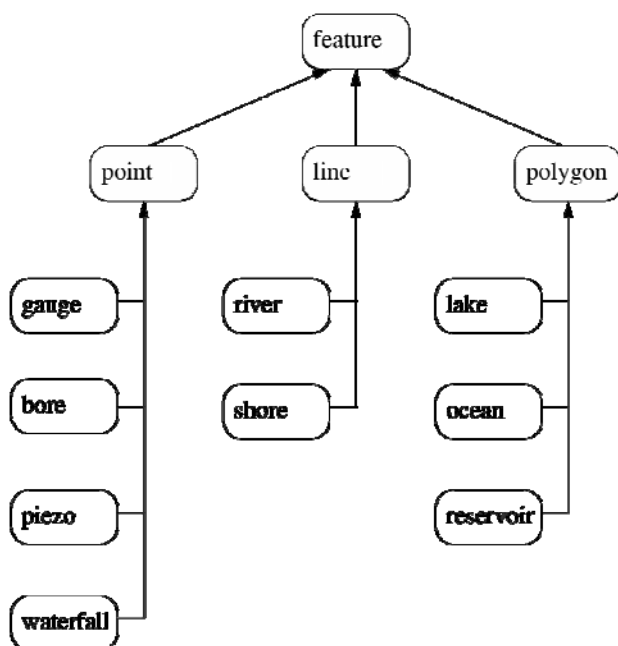 feature
point
line
polygon
gauge
river
lake
bore
shore
ocean
piezo
reservoir
waterfall